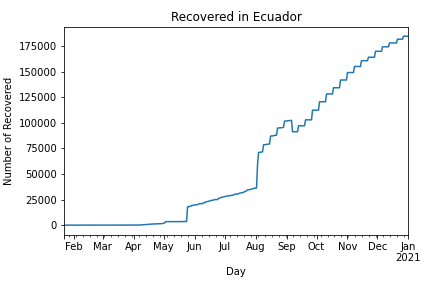 Recovered in Ecuador
Number of Recovered
175000
150000
125000
100000
75000
50000
25000
0
Feb Mar Apr May Jun Jul Aug Sep Oct Nov Dec Jan
2021
Day